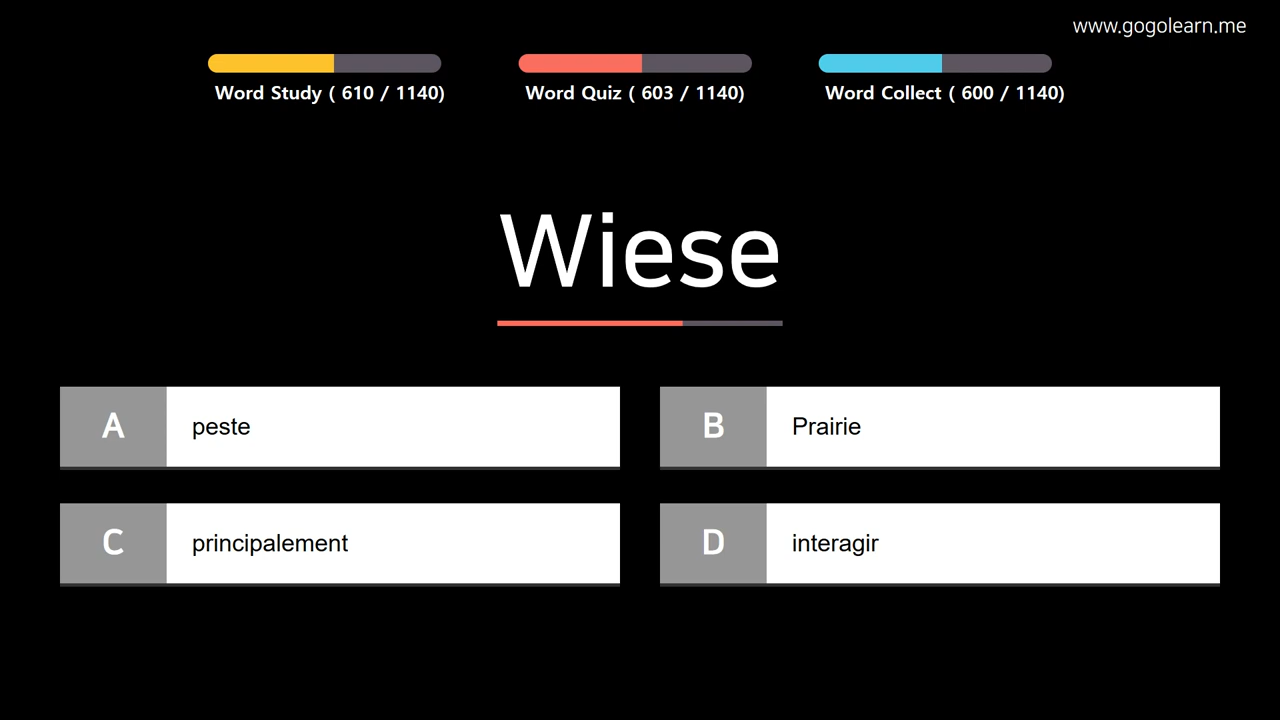 www.gogolearn.me
Word Study ( 610 / 1140)
Word Quiz ( 603 / 1140)
Word Collect ( 600 / 1140)
Wiese
A peste
B Prairie
C principalement
D interagir